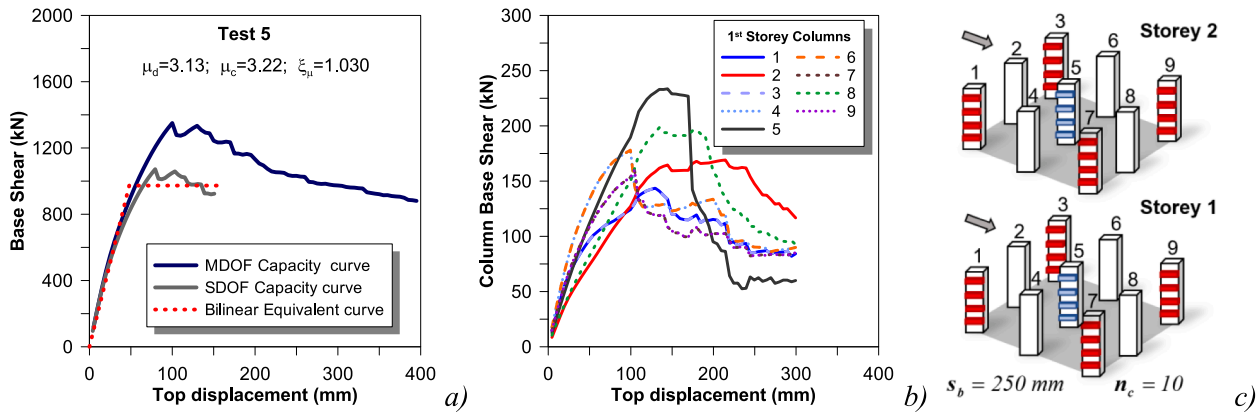 Test 5
μd=3.13; μc=3.22; ξμ=1.030
Base Shear (kN)
2000
1600
1200
800
400
0
MDOF Capacity curve
SDOF Capacity curve
Bilinear Equivalent curve
0 100 200 300 400
Top displacement (mm)
a)
Column Base Shear (kN)
300
250
200
150
100
50
0
1st Storey Columns
1 6
2 7
3 8
4 9
5
0 100 200 300 400
Top displacement (mm)
b)
Storey 2
1 2 3 4 5 6 7 8 9
Storey 1
1 2 3 4 5 6 7 8 9
sb = 250 mm nc = 10
c)